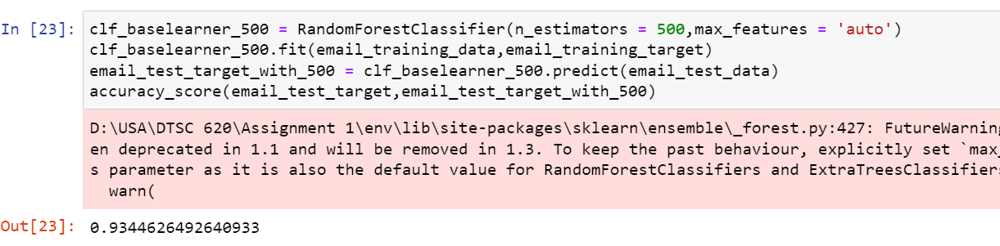 In [23]: clf_baselearner_500 = RandomForestClassifier(n_estimators = 500,max_features = 'auto')
clf_baselearner_500.fit(email_training_data,email_training_target)
email_test_target_with_500 = clf_baselearner_500.predict(email_test_data)
accuracy_score(email_test_target,email_test_target_with_500)
D:\USA\DTSC 620\Assignment 1\env\lib\site-packages\sklearn\ensemble\_forest.py:427: FutureWarning
en deprecated in 1.1 and will be removed in 1.3. To keep the past behaviour, explicitly set `max_
s parameter as it is also the default value for RandomForestClassifiers and ExtraTreesClassifiers
warn(
Out[23]: 0.9344626492640933